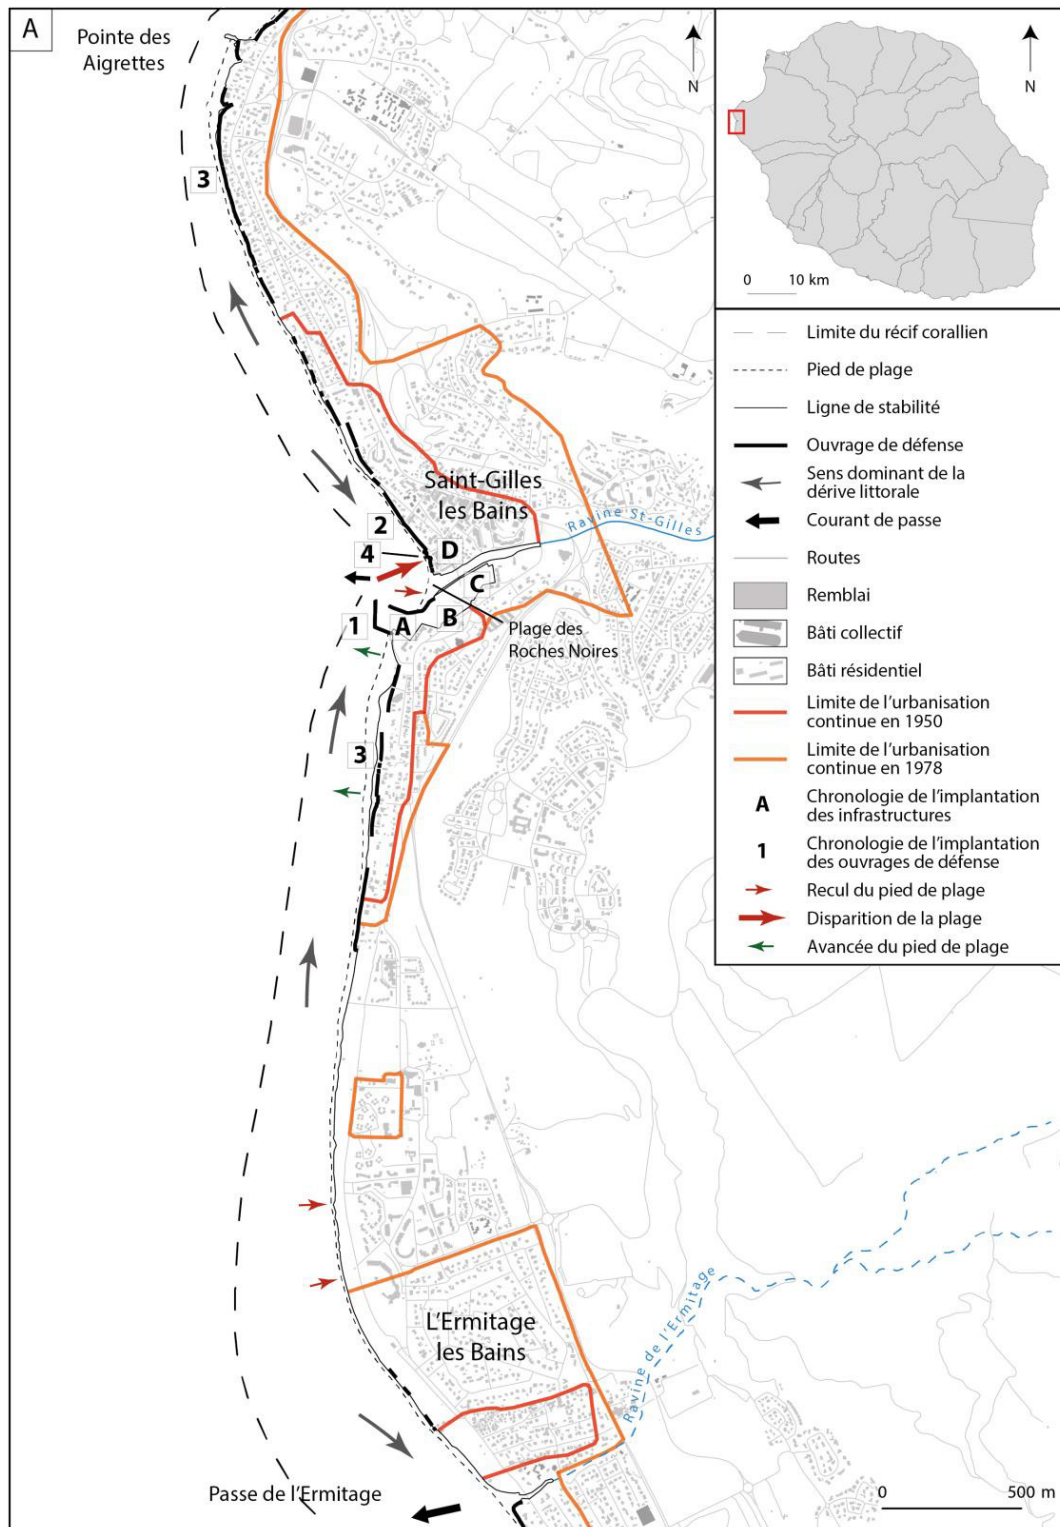 A
Pointe des
Aigrettes
N
N
0 10 km
3
Saint-Gilles
les Bains
Ravine St-Gilles
2
4
D
C
B
A
1
Plage des
Roches Noires
3
L'Ermitage
les Bains
Ravine de l'Ermitage
Passe de l'Ermitage
0 500 m
Limite du récif corallien
Pied de plage
Ligne de stabilité
Ouvrage de défense
Sens dominant de la
dérive littorale
Courant de passe
Routes
Remblai
Bâti collectif
Bâti résidentiel
Limite de l'urbanisation
continue en 1950
Limite de l'urbanisation
continue en 1978
A
Chronologie de l'implantation
des infrastructures
1
Chronologie de l'implantation
des ouvrages de défense
Recul du pied de plage
Disparition de la plage
Avancée du pied de plage